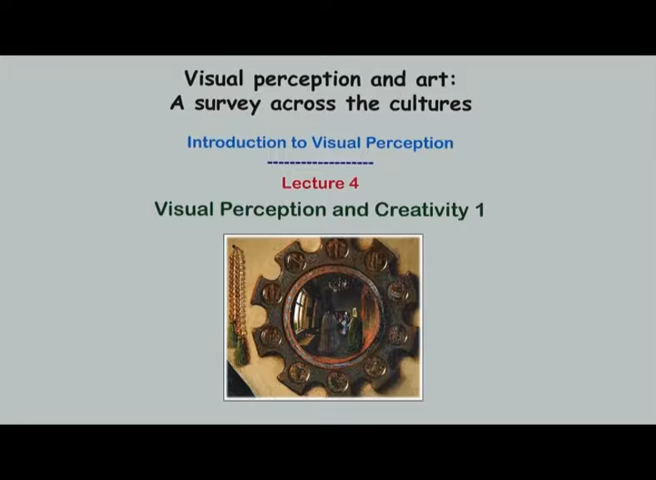 Visual perception and art:
A survey across the cultures
Introduction to Visual Perception
-------------------
Lecture 4
Visual Perception and Creativity 1